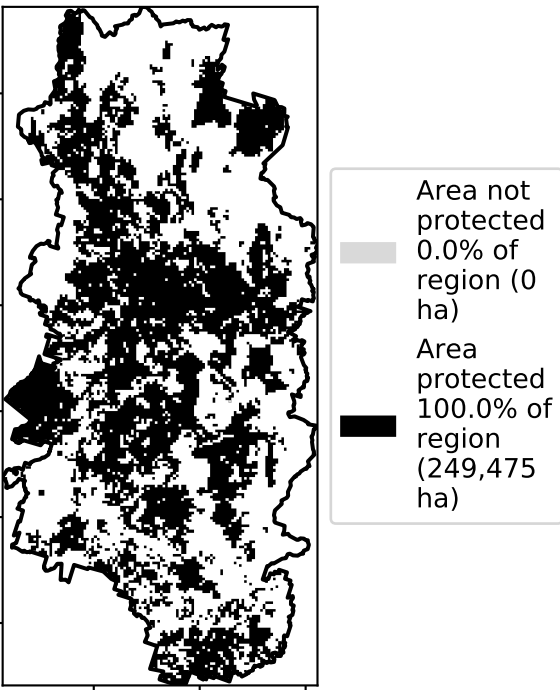 Area not
protected
0.0% of
region (0
ha)
Area
protected
100.0% of
region
(249,475
ha)